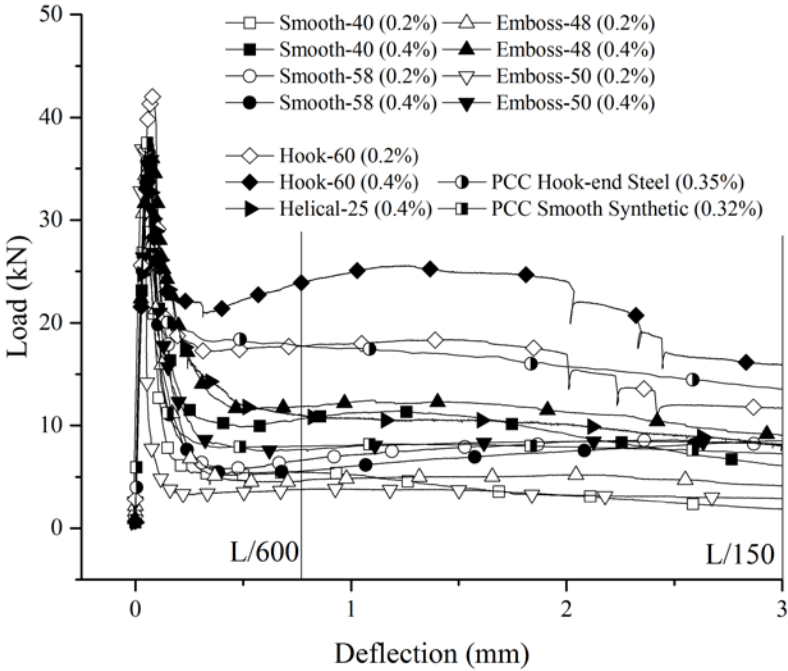 Smooth-40 (0.2%) Emboss-48 (0.2%)
Smooth-40 (0.4%) Emboss-48 (0.4%)
Smooth-58 (0.2%) Emboss-50 (0.2%)
Smooth-58 (0.4%) Emboss-50 (0.4%)
Hook-60 (0.2%)
Hook-60 (0.4%) PCC Hook-end Steel (0.35%)
Helical-25 (0.4%) PCC Smooth Synthetic (0.32%)
50
40
30
20
10
0
Load (kN)
L/600 L/150
0 1 2 3
Deflection (mm)